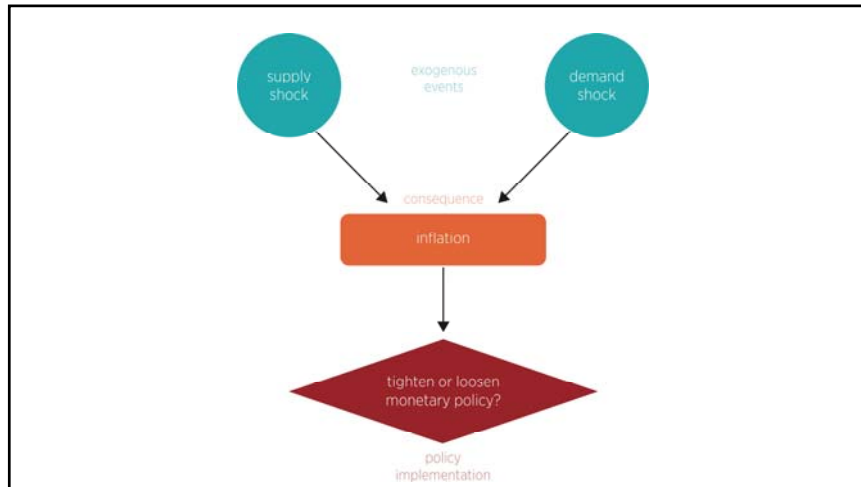 supply
shock
exogenous
events
demand
shock
consequence
inflation
tighten or loosen
monetary policy?
policy
implementation